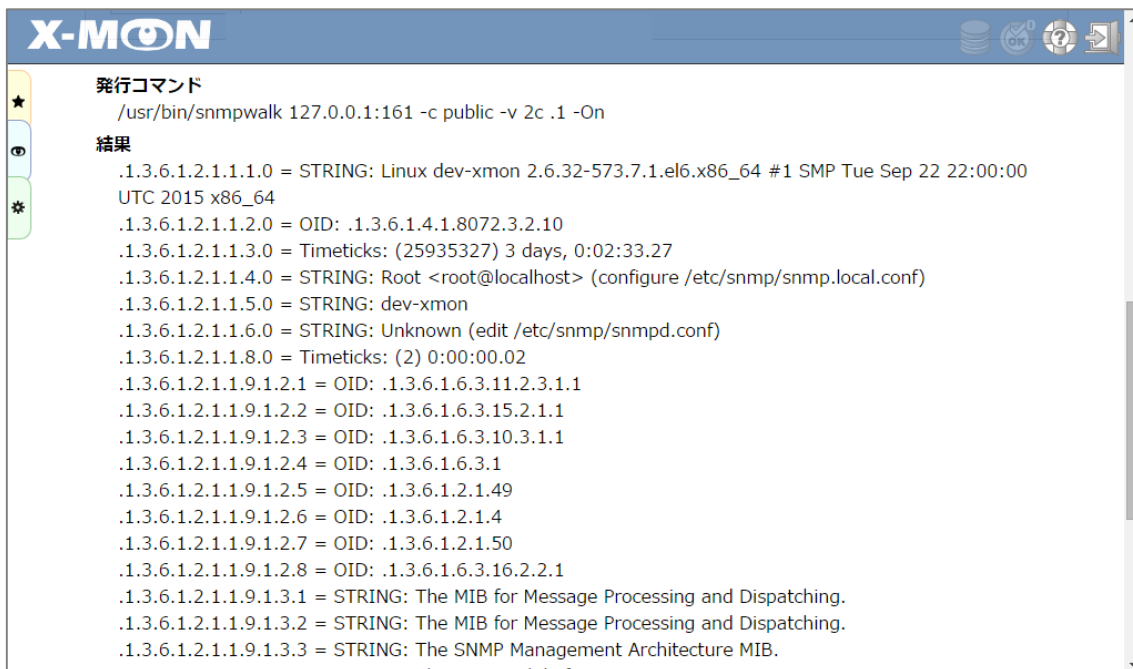 X-MON
OK 0 ?
発行コマンド
/usr/bin/snmpwalk 127.0.0.1:161 -c public -v 2c .1 -On
結果
.1.3.6.1.2.1.1.1.0 = STRING: Linux dev-xmon 2.6.32-573.7.1.el6.x86_64 #1 SMP Tue Sep 22 22:00:00
UTC 2015 x86_64
.1.3.6.1.2.1.1.2.0 = OID: .1.3.6.1.4.1.8072.3.2.10
.1.3.6.1.2.1.1.3.0 = Timeticks: (25935327) 3 days, 0:02:33.27
.1.3.6.1.2.1.1.4.0 = STRING: Root <root@localhost> (configure /etc/snmp/snmp.local.conf)
.1.3.6.1.2.1.1.5.0 = STRING: dev-xmon
.1.3.6.1.2.1.1.6.0 = STRING: Unknown (edit /etc/snmp/snmpd.conf)
.1.3.6.1.2.1.1.8.0 = Timeticks: (2) 0:00:00.02
.1.3.6.1.2.1.1.9.1.2.1 = OID: .1.3.6.1.6.3.11.2.3.1.1
.1.3.6.1.2.1.1.9.1.2.2 = OID: .1.3.6.1.6.3.15.2.1.1
.1.3.6.1.2.1.1.9.1.2.3 = OID: .1.3.6.1.6.3.10.3.1.1
.1.3.6.1.2.1.1.9.1.2.4 = OID: .1.3.6.1.6.3.1
.1.3.6.1.2.1.1.9.1.2.5 = OID: .1.3.6.1.2.1.49
.1.3.6.1.2.1.1.9.1.2.6 = OID: .1.3.6.1.2.1.4
.1.3.6.1.2.1.1.9.1.2.7 = OID: .1.3.6.1.2.1.50
.1.3.6.1.2.1.1.9.1.2.8 = OID: .1.3.6.1.6.3.16.2.2.1
.1.3.6.1.2.1.1.9.1.3.1 = STRING: The MIB for Message Processing and Dispatching.
.1.3.6.1.2.1.1.9.1.3.2 = STRING: The MIB for Message Processing and Dispatching.
.1.3.6.1.2.1.1.9.1.3.3 = STRING: The SNMP Management Architecture MIB.